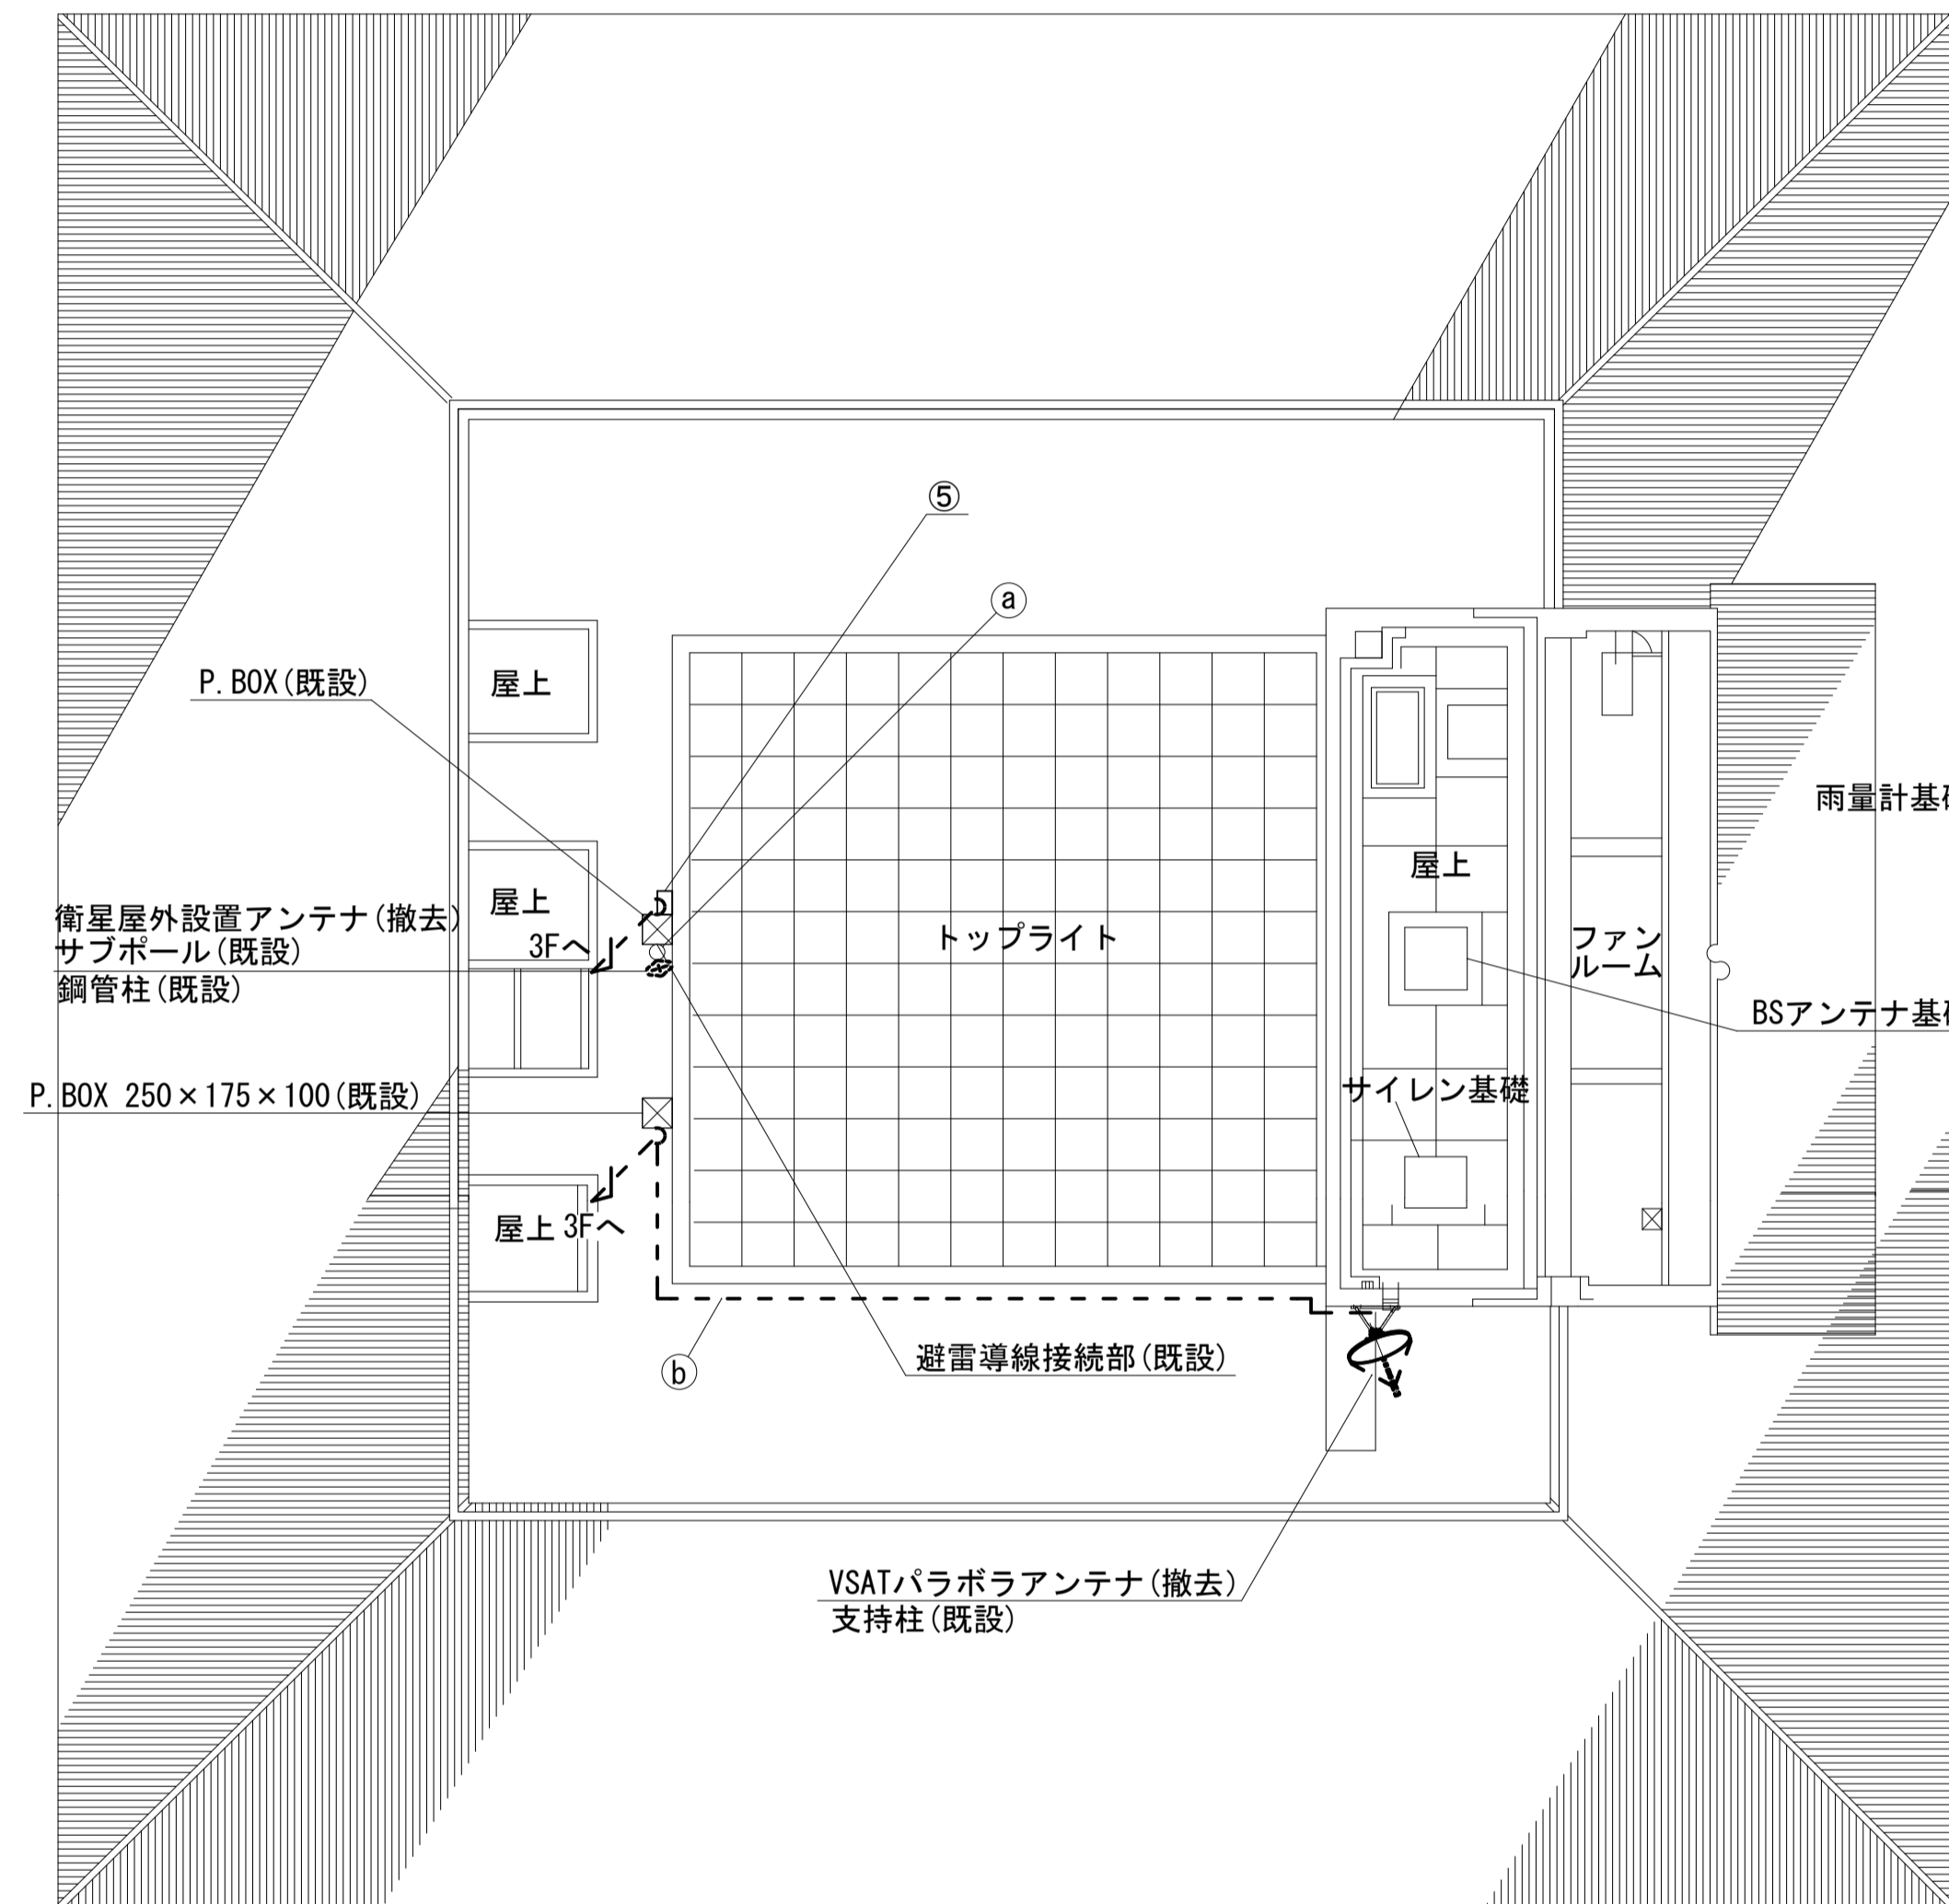 ⑤
ⓐ
P.BOX(既設)
屋上
雨量計基
屋上
屋上
衛星屋外設置アンテナ(撤去)
サブポール(既設)
鋼管柱(既設)
3Fへ
トップライト
ファン
ルーム
BSアンテナ基
サイレン基礎
P.BOX 250×175×100(既設)
屋上
3Fへ
ⓑ
避雷導線接続部(既設)
VSATパラボラアンテナ(撤去)
支持柱(既設)